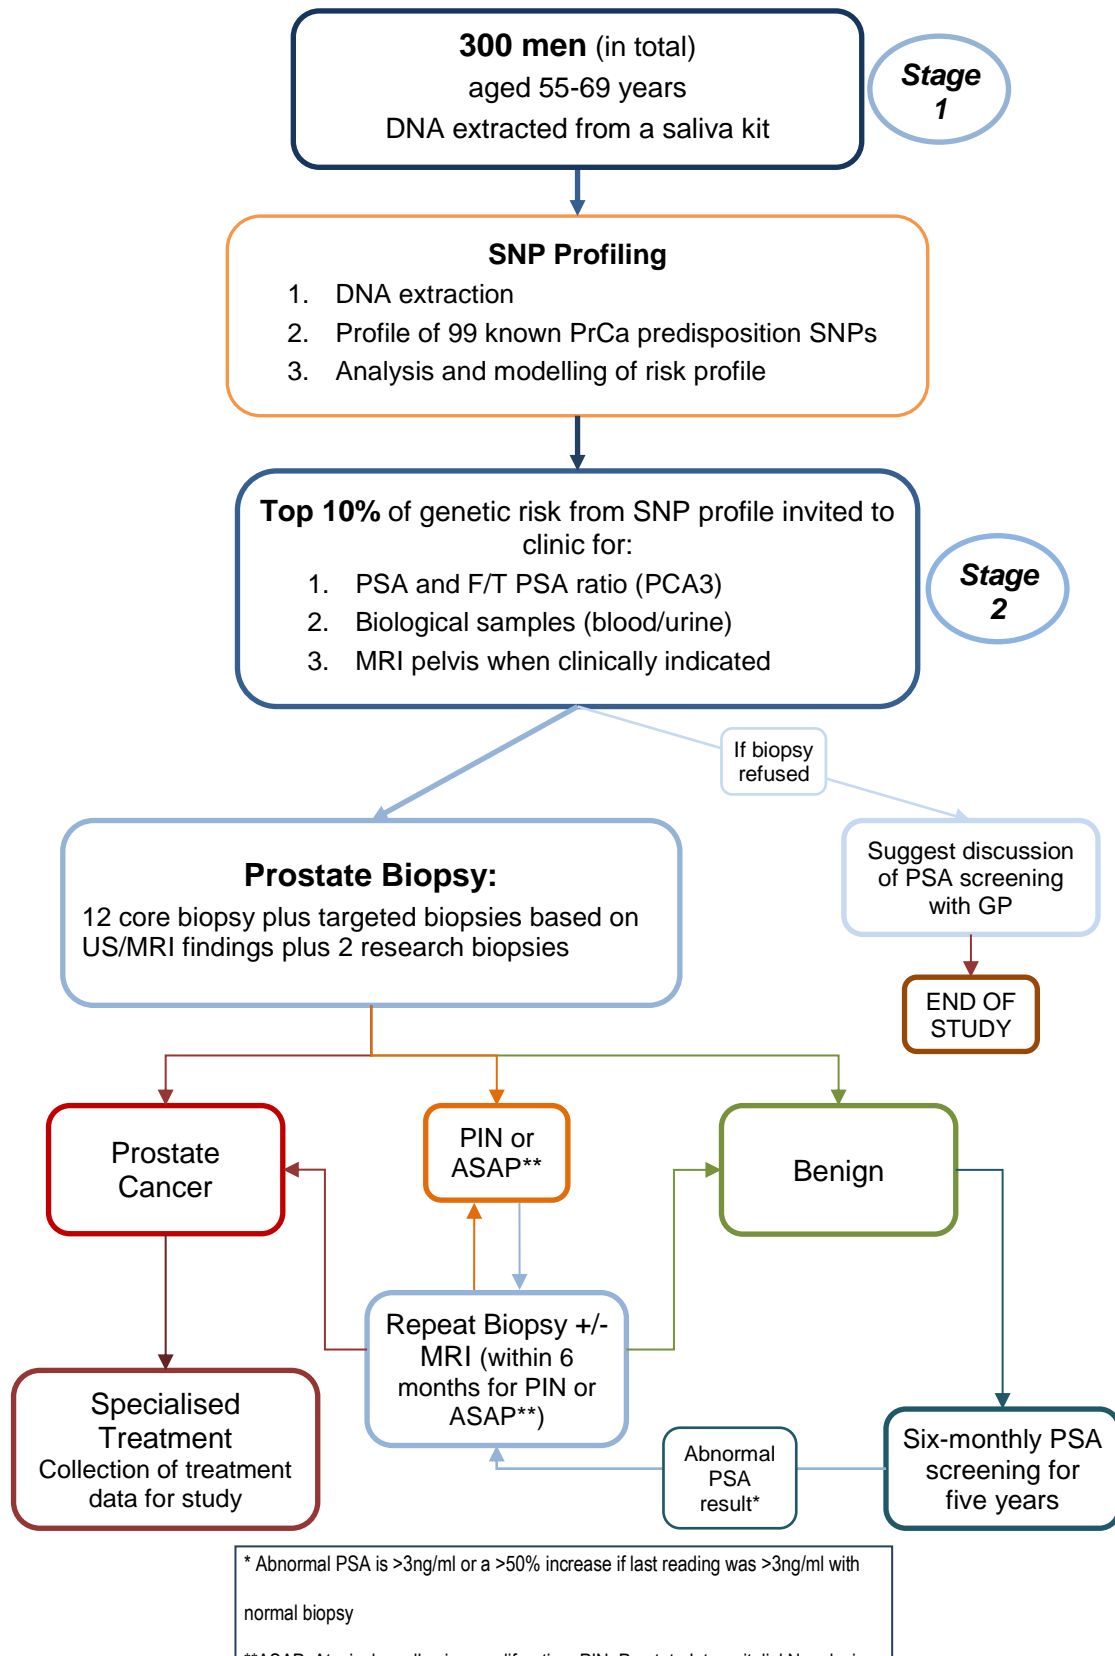 300 men (in total)
aged 55-69 years
DNA extracted from a saliva kit
Stage
1
SNP Profiling
1. DNA extraction
2. Profile of 99 known PrCa predisposition SNPs
3. Analysis and modelling of risk profile
Top 10% of genetic risk from SNP profile invited to
clinic for:
1. PSA and F/T PSA ratio (PCA3)
2. Biological samples (blood/urine)
3. MRI pelvis when clinically indicated
Stage
2
If biopsy
refused
Prostate Biopsy:
12 core biopsy plus targeted biopsies based on
US/MRI findings plus 2 research biopsies
Suggest discussion
of PSA screening
with GP
END OF
STUDY
Prostate
Cancer
PIN or
ASAP**
Benign
Repeat Biopsy +/-
MRI (within 6
months for PIN or
ASAP**)
Specialised
Treatment
Collection of treatment
data for study
Abnormal
PSA
result*
Six-monthly PSA
screening for
five years
* Abnormal PSA is >3ng/ml or a >50% increase if last reading was >3ng/ml with
normal biopsy